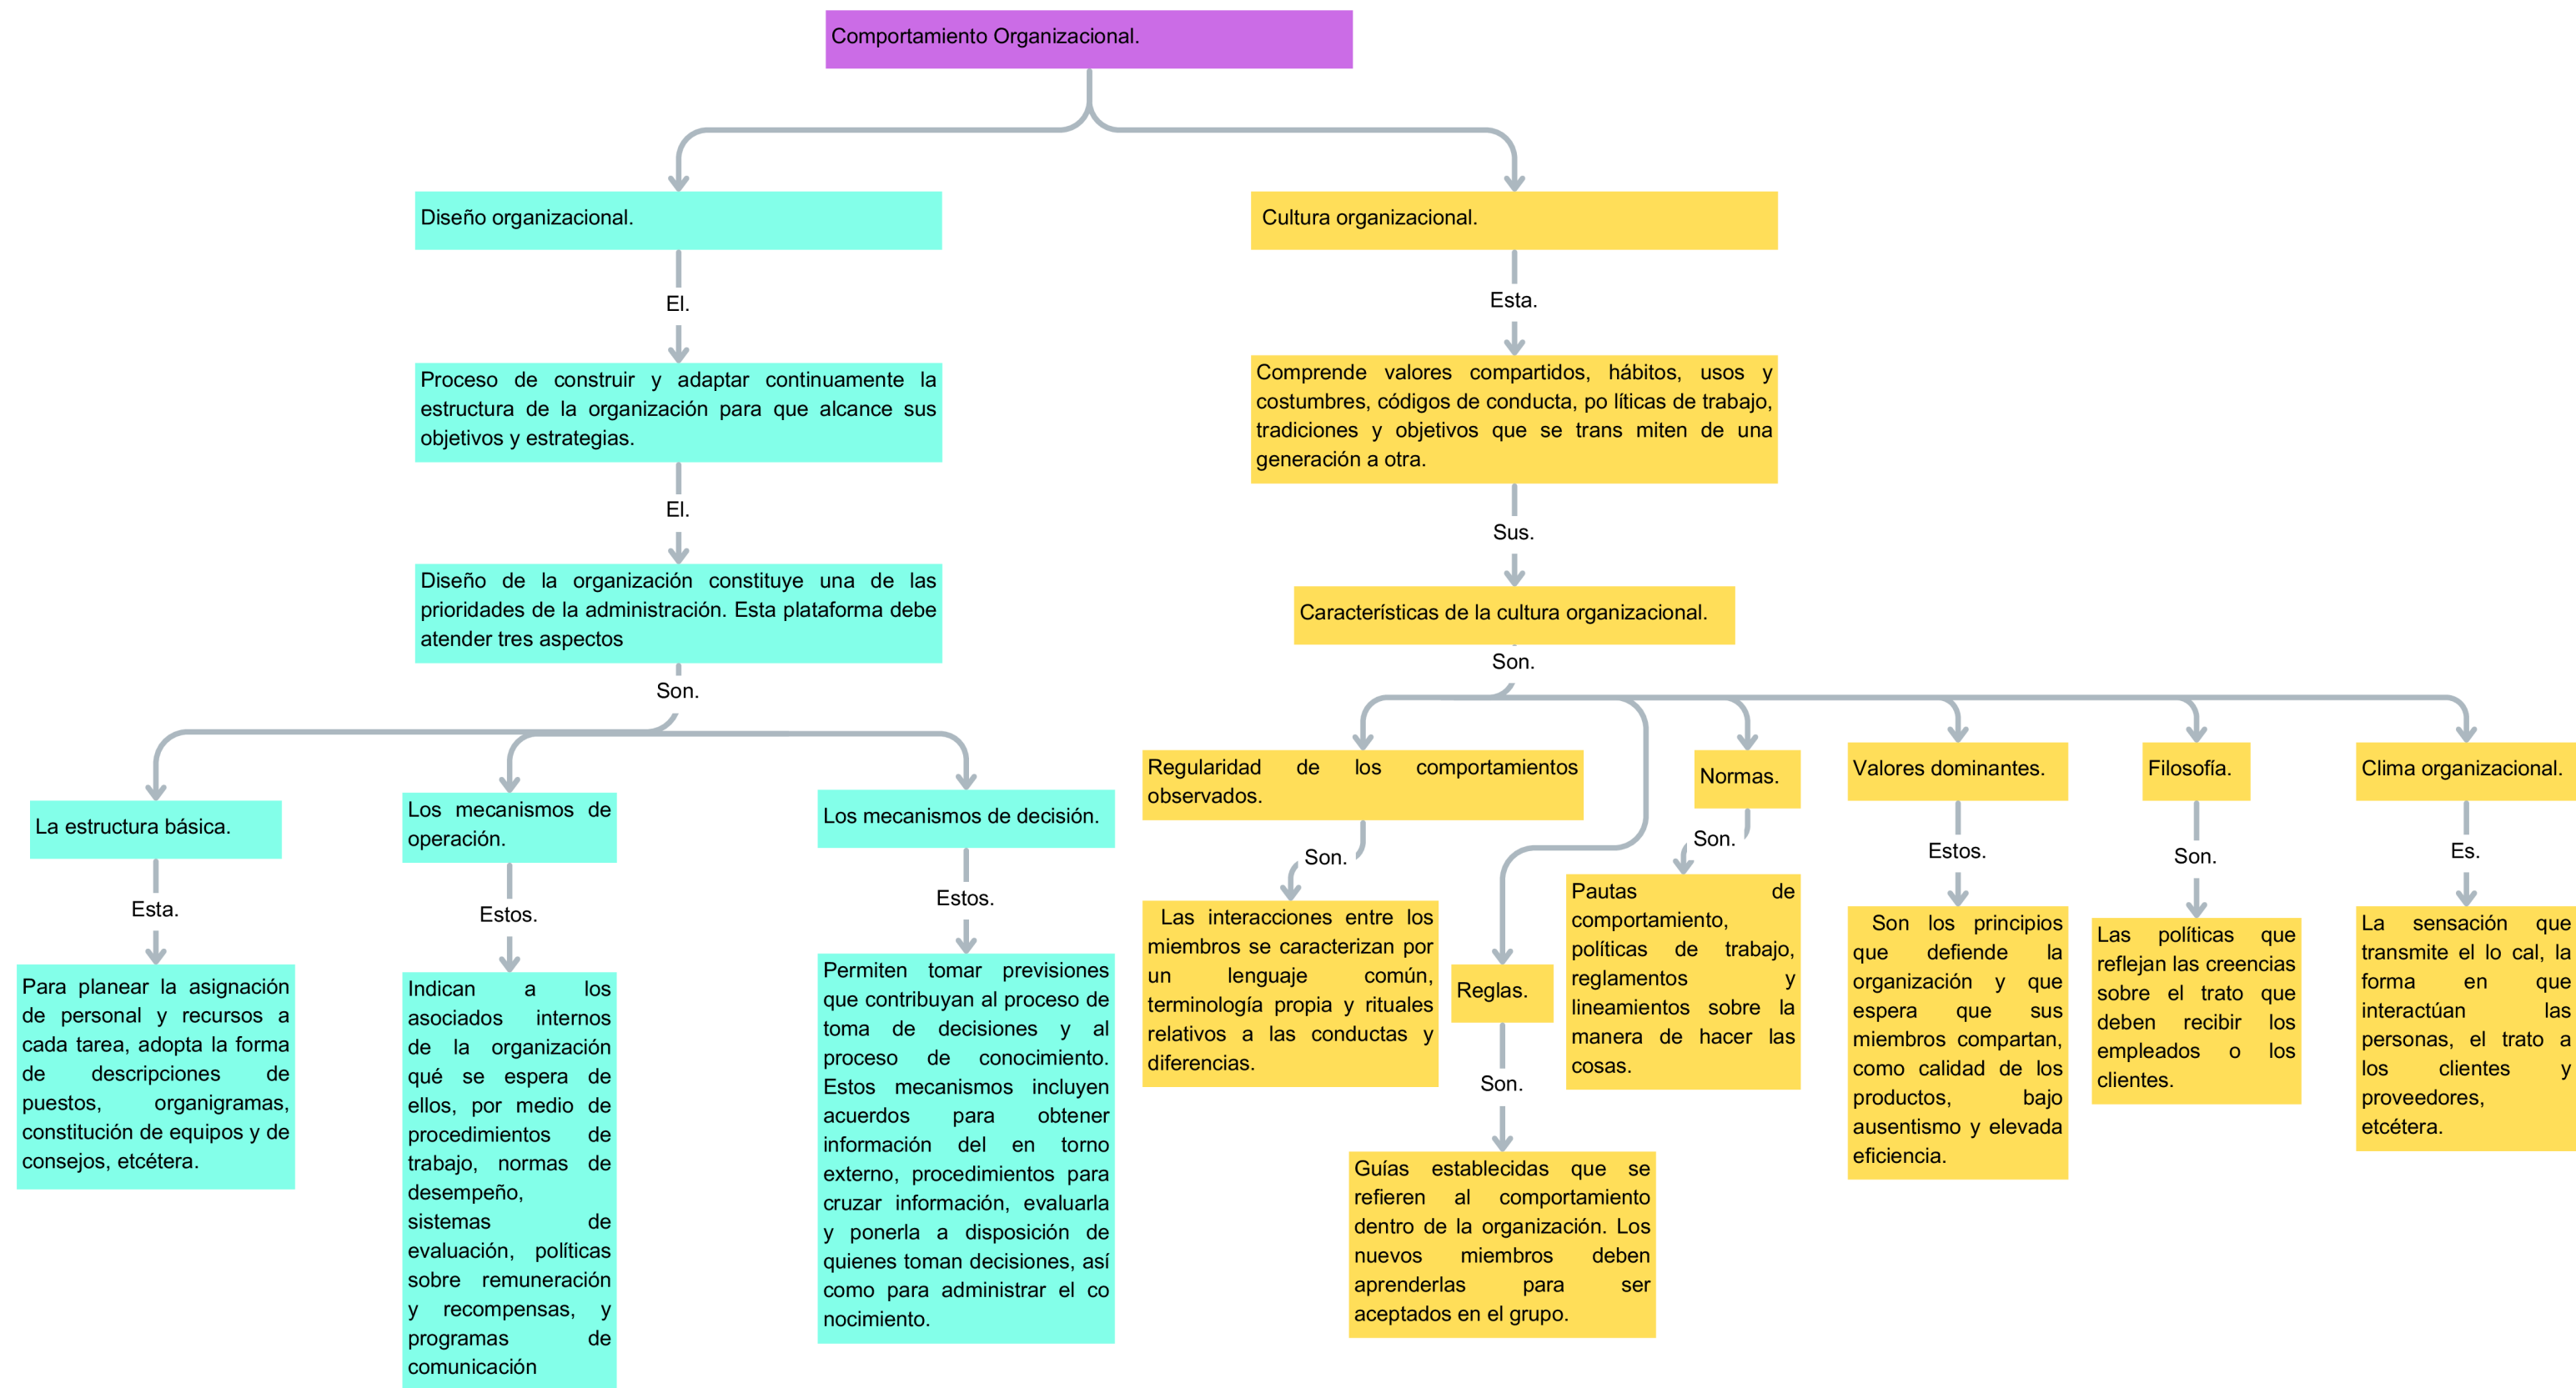 Comportamiento Organizacional.
Diseño organizacional.
El.
Proceso de construir y adaptar continuamente la
estructura de la organización para que alcance sus
objetivos y estrategias.
El.
Diseño de la organización constituye una de las
prioridades de la administración. Esta plataforma debe
atender tres aspectos
Son.
La estructura básica.
Esta.
Para planear la asignación
de personal y recursos a
cada tarea, adopta la forma
de descripciones de
puestos, organigramas,
constitución de equipos y de
consejos, etcétera.
Los mecanismos de
operación.
Estos.
Indican a los
asociados internos
de la organización
qué se espera de
ellos, por medio de
procedimientos de
trabajo, normas de
desempeño,
sistemas de
evaluación, políticas
sobre remuneración
y recompensas, y
programas de
comunicación
Los mecanismos de decisión.
Estos.
Permiten tomar previsiones
que contribuyan al proceso de
toma de decisiones y al
proceso de conocimiento.
Estos mecanismos incluyen
acuerdos para obtener
información del en torno
externo, procedimientos para
cruzar información, evaluarla
y ponerla a disposición de
quienes toman decisiones, así
como para administrar el co
nocimiento.
Cultura organizacional.
Esta.
Comprende valores compartidos, hábitos, usos y
costumbres, códigos de conducta, po líticas de trabajo,
tradiciones y objetivos que se trans miten de una
generación a otra.
Sus.
Características de la cultura organizacional.
Son.
Regularidad de los comportamientos
observados.
Son.
Las interacciones entre los
miembros se caracterizan por
un lenguaje común,
terminología propia y rituales
relativos a las conductas y
diferencias.
Reglas.
Son.
Guías establecidas que se
refieren al comportamiento
dentro de la organización. Los
nuevos miembros deben
aprenderlas para ser
aceptados en el grupo.
Normas.
Son.
Pautas de
comportamiento,
políticas de trabajo,
reglamentos y
lineamientos sobre la
manera de hacer las
cosas.
Valores dominantes.
Estos.
Son los principios
que defiende la
organización y que
espera que sus
miembros compartan,
como calidad de los
productos, bajo
ausentismo y elevada
eficiencia.
Filosofía.
Son.
Las políticas que
reflejan las creencias
sobre el trato que
deben recibir los
empleados o los
clientes.
Clima organizacional.
Es.
La sensación que
transmite el lo cal, la
forma en que
interactúan las
personas, el trato a
los clientes y
proveedores,
etcétera.